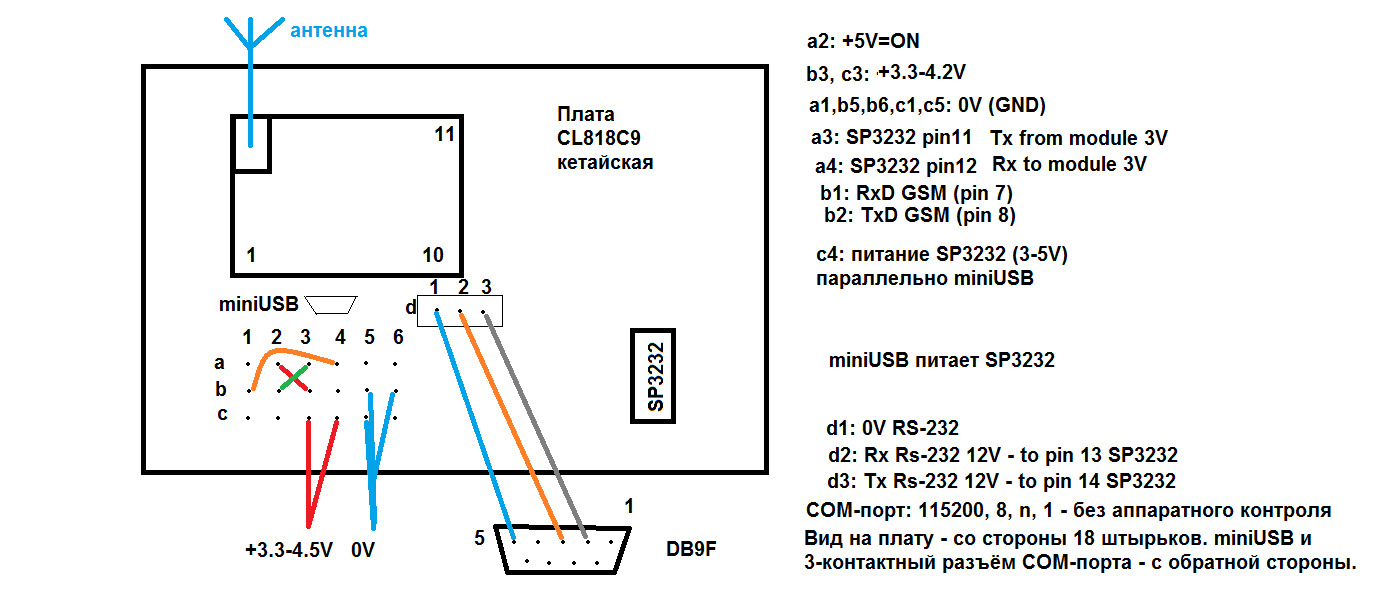 антенна
Плата
CL818C9
кетайская
11
1
10
miniUSB
d
1 2 3
1 2 3 4 5 6
a
b
c
SP3232
+3.3-4.5V
0V
5
1
DB9F
a2: +5V=ON
b3, c3: +3.3-4.2V
a1,b5,b6,c1,c5: 0V (GND)
a3: SP3232 pin11 Tx from module 3V
a4: SP3232 pin12 Rx to module 3V
b1: RxD GSM (pin 7)
b2: TxD GSM (pin 8)
c4: питание SP3232 (3-5V)
параллельно miniUSB
miniUSB питает SP3232
d1: 0V RS-232
d2: Rx Rs-232 12V - to pin 13 SP3232
d3: Tx Rs-232 12V - to pin 14 SP3232
COM-порт: 115200, 8, n, 1 - без аппаратного контроля
Вид на плату - со стороны 18 штырьков. miniUSB и
3-контактный разъём COM-порта - с обратной стороны.